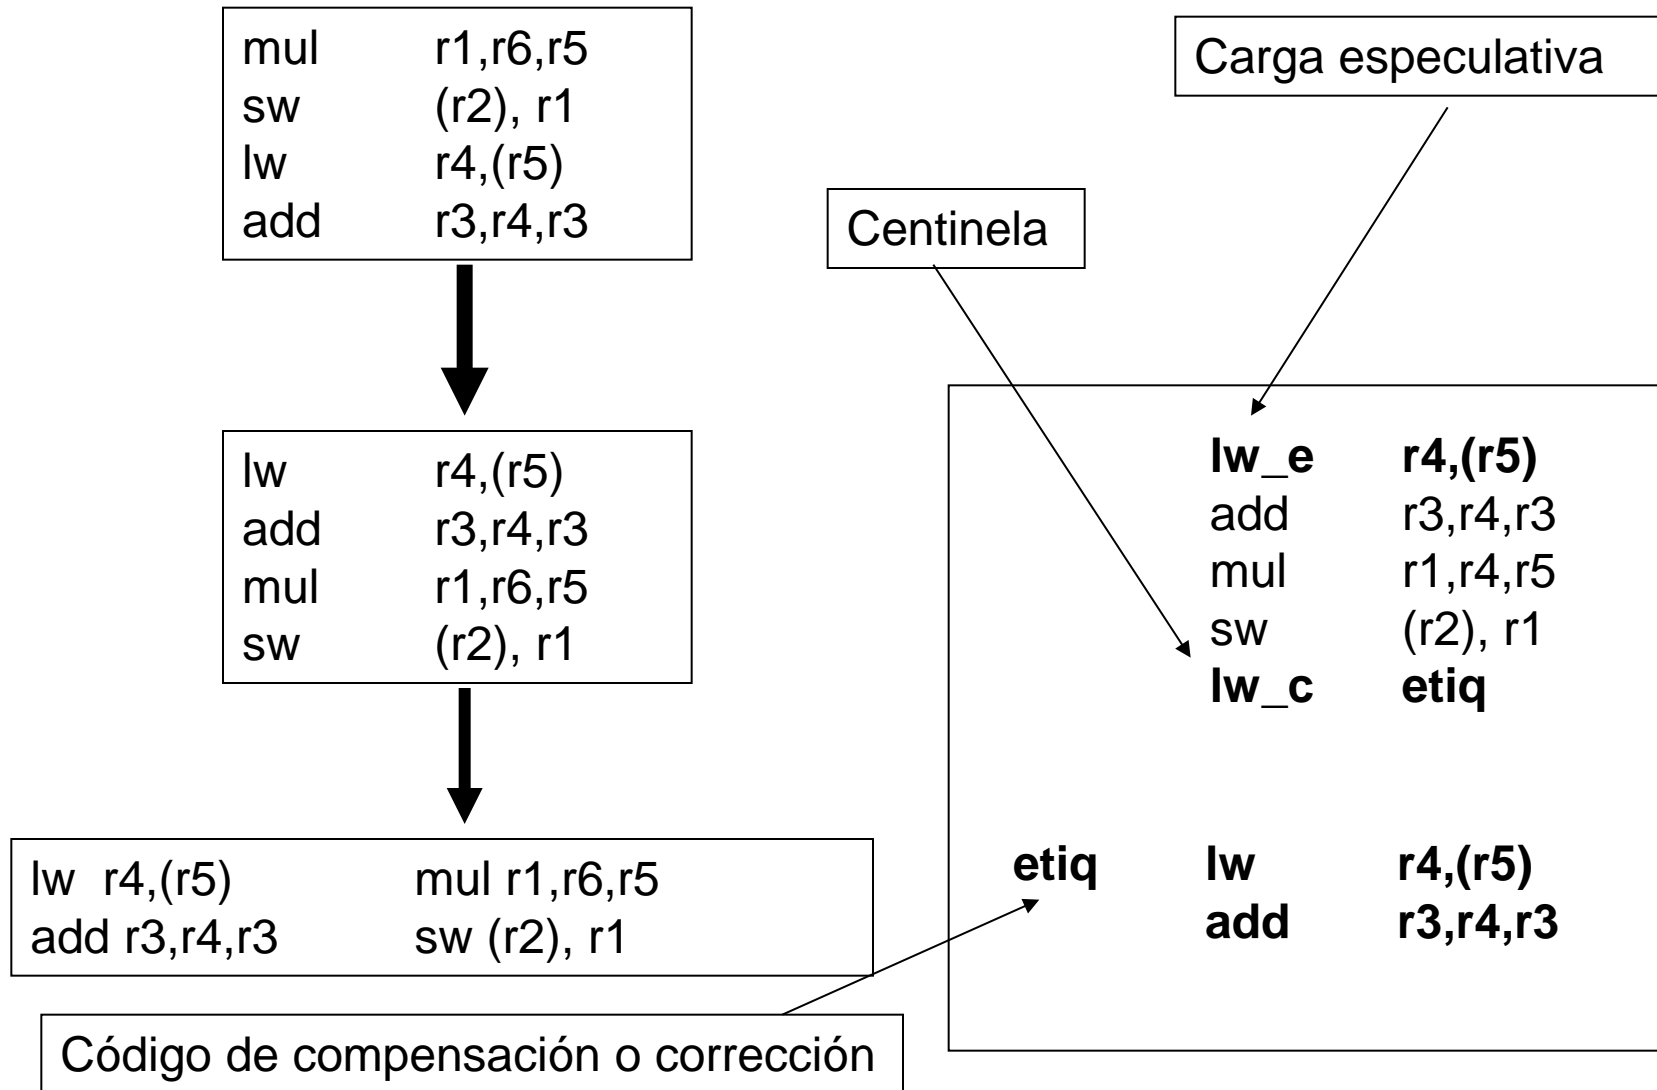 mul r1,r6,r5
sw (r2), r1
lw r4,(r5)
add r3,r4,r3
Carga especulativa
Centinela
lw r4,(r5)
add r3,r4,r3
mul r1,r6,r5
sw (r2), r1
lw_e r4,(r5)
add r3,r4,r3
mul r1,r4,r5
sw (r2), r1
lw_c etiq
etiq lw r4,(r5)
add r3,r4,r3
lw r4,(r5) mul r1,r6,r5
add r3,r4,r3 sw (r2), r1
Código de compensación o corrección